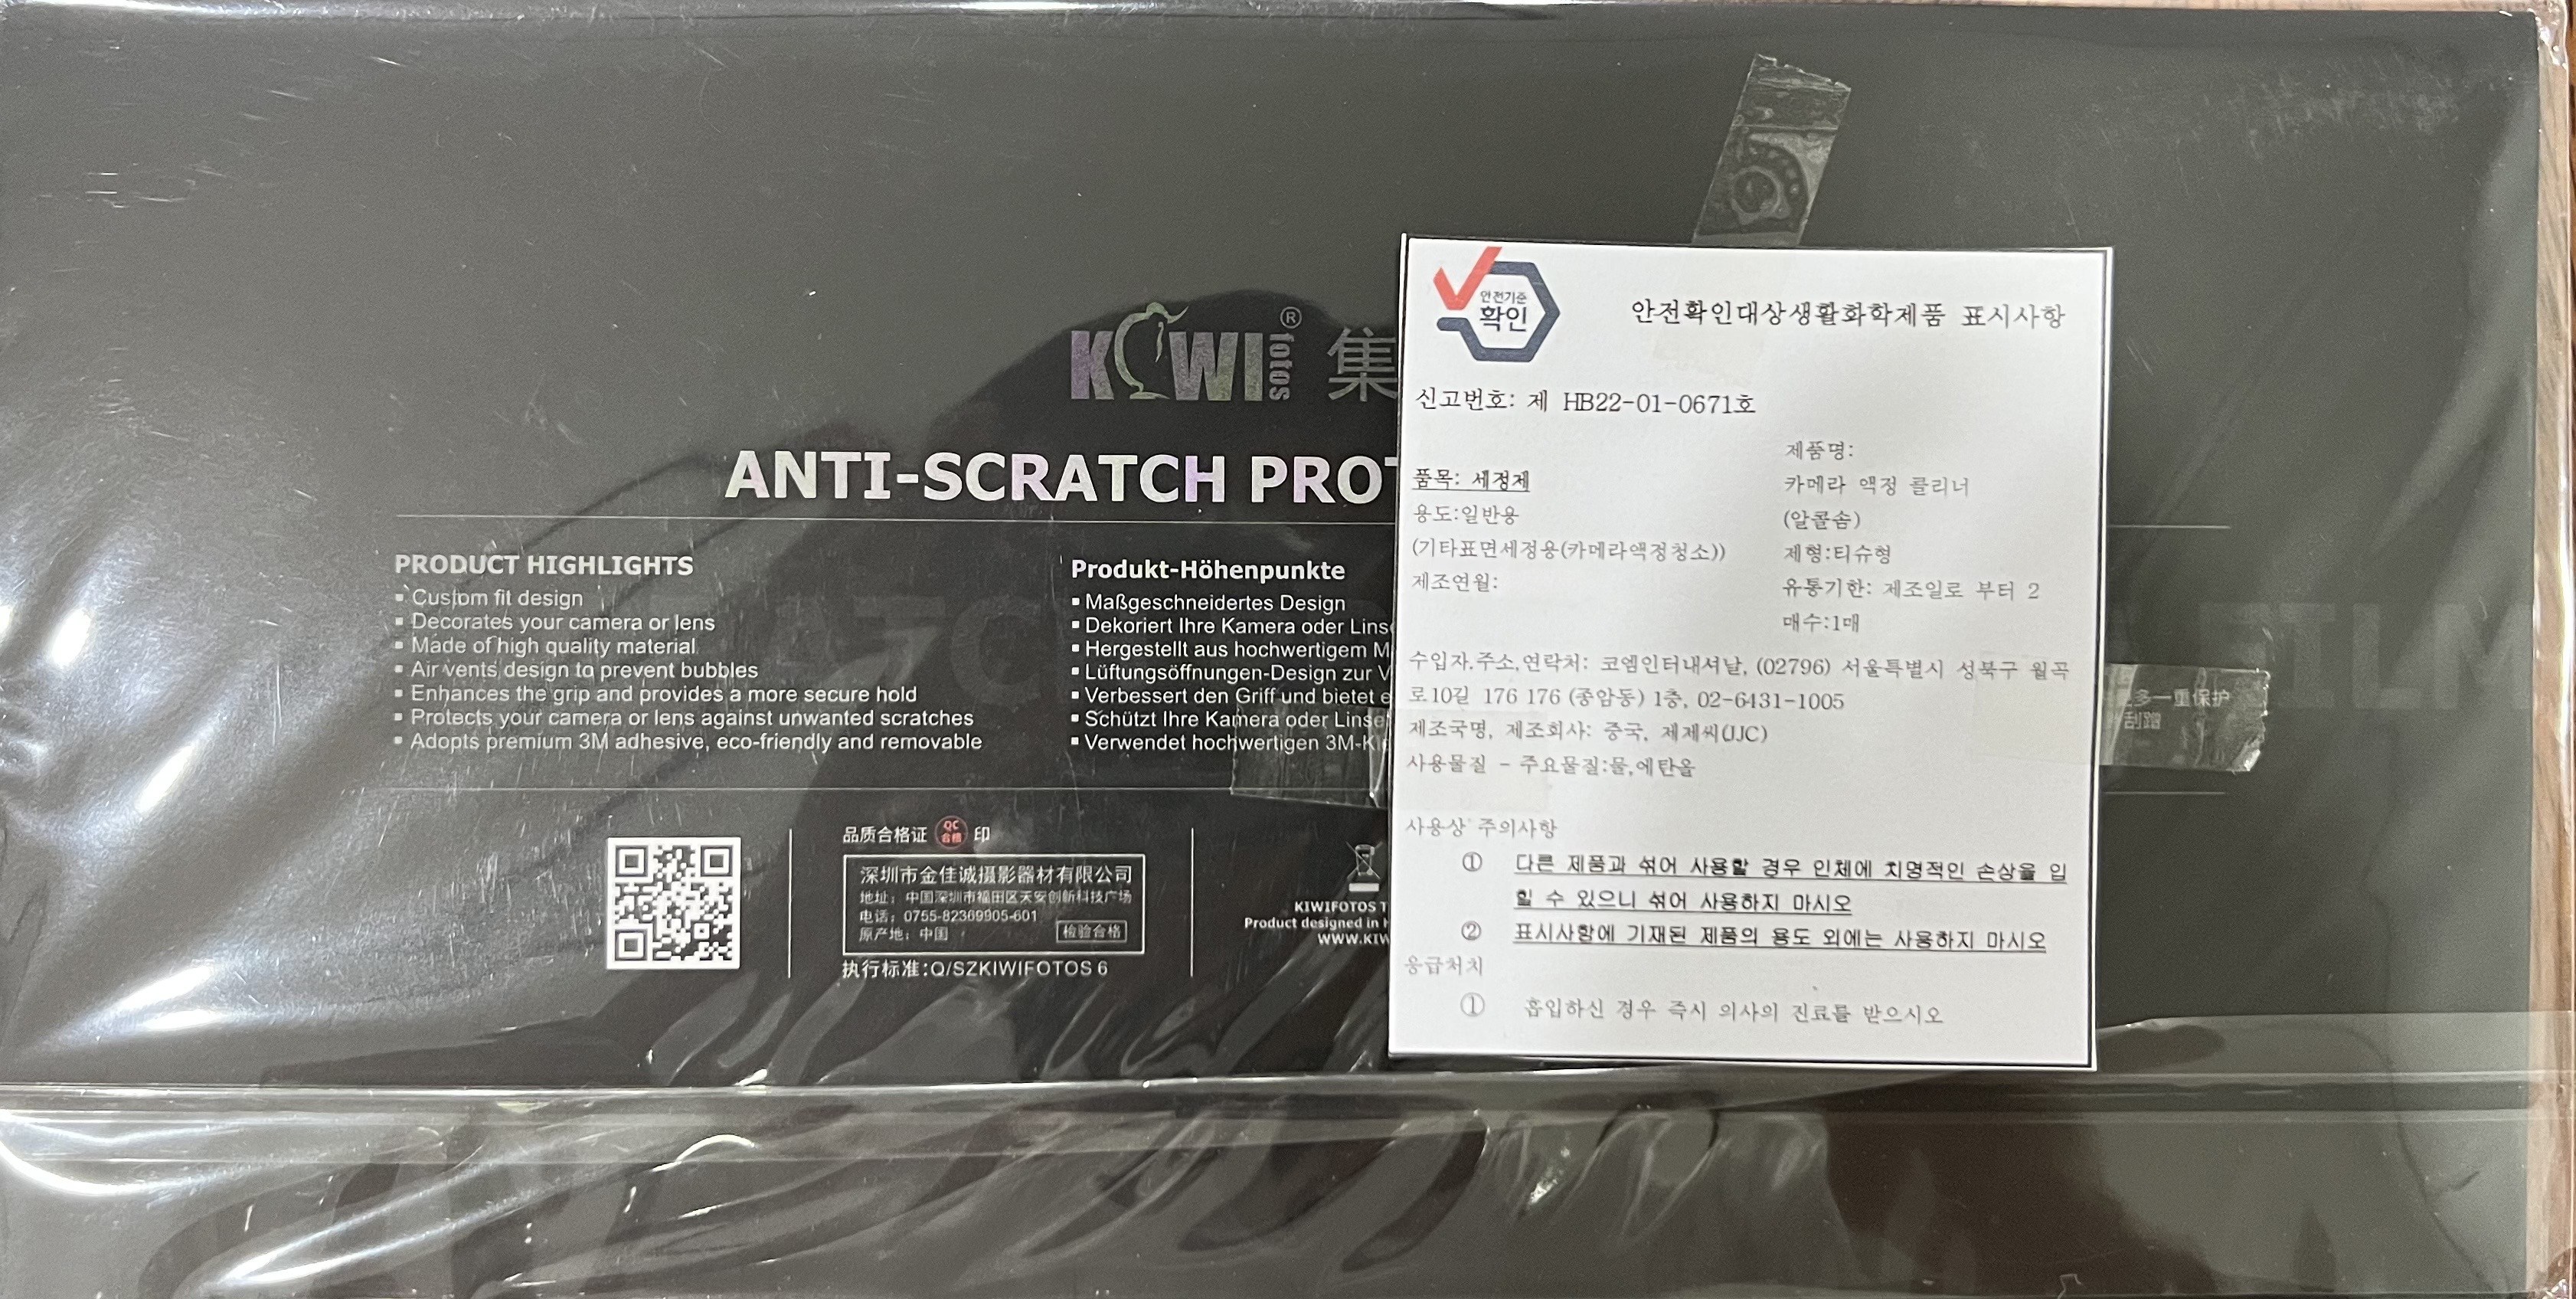 KIWI fotos ® 集
ANTI-SCRATCH PROT
PRODUCT HIGHLIGHTS
▪ Custom fit design
▪ Decorates your camera or lens
▪ Made of high quality material
▪ Air vents design to prevent bubbles
▪ Enhances the grip and provides a more secure hold
▪ Protects your camera or lens against unwanted scratches
▪ Adopts premium 3M adhesive, eco-friendly and removable
Produkt-Höhenpunkte
▪ Maßgeschneidertes Design
▪ Dekoriert Ihre Kamera oder Linse
▪ Hergestellt aus hochwertigem M
▪ Lüftungsöffnungen-Design zur V
▪ Verbessert den Griff und bietet e
▪ Schützt Ihre Kamera oder Linse
▪ Verwendet hochwertigen 3M-K
品质合格证 QC 合格 印
深圳市金佳诚摄影器材有限公司
地址：中国深圳市福田区天安创新科技广场
电话：0755-82369905-601
原产地：中国 检验合格
执行标准:Q/SZKIWIFOTOS 6
KIWIFOTOS T
Product designed in H
WWW.KIW
多一重保护
刮蹭
FILM
안전기준
확인
안전확인대상생활화학제품 표시사항
신고번호: 제 HB22-01-0671호
품목: 세정제
용도:일반용
(기타표면세정용(카메라액정청소))
제조연월:
제품명:
카메라 액정 클리너
(알콜솜)
제형:티슈형
유통기한: 제조일로 부터 2
매수:1매
수입자.주소,연락처: 코엠인터내셔날, (02796) 서울특별시 성북구 월곡
로10길 176 176 (종암동) 1층, 02-6431-1005
제조국명, 제조회사: 중국, 제제씨(JJC)
사용물질 - 주요물질:물,에탄올
사용상 주의사항
① 다른 제품과 섞어 사용할 경우 인체에 치명적인 손상을 입
힐 수 있으니 섞어 사용하지 마시오
② 표시사항에 기재된 제품의 용도 외에는 사용하지 마시오
응급처치
① 흡입하신 경우 즉시 의사의 진료를 받으시오